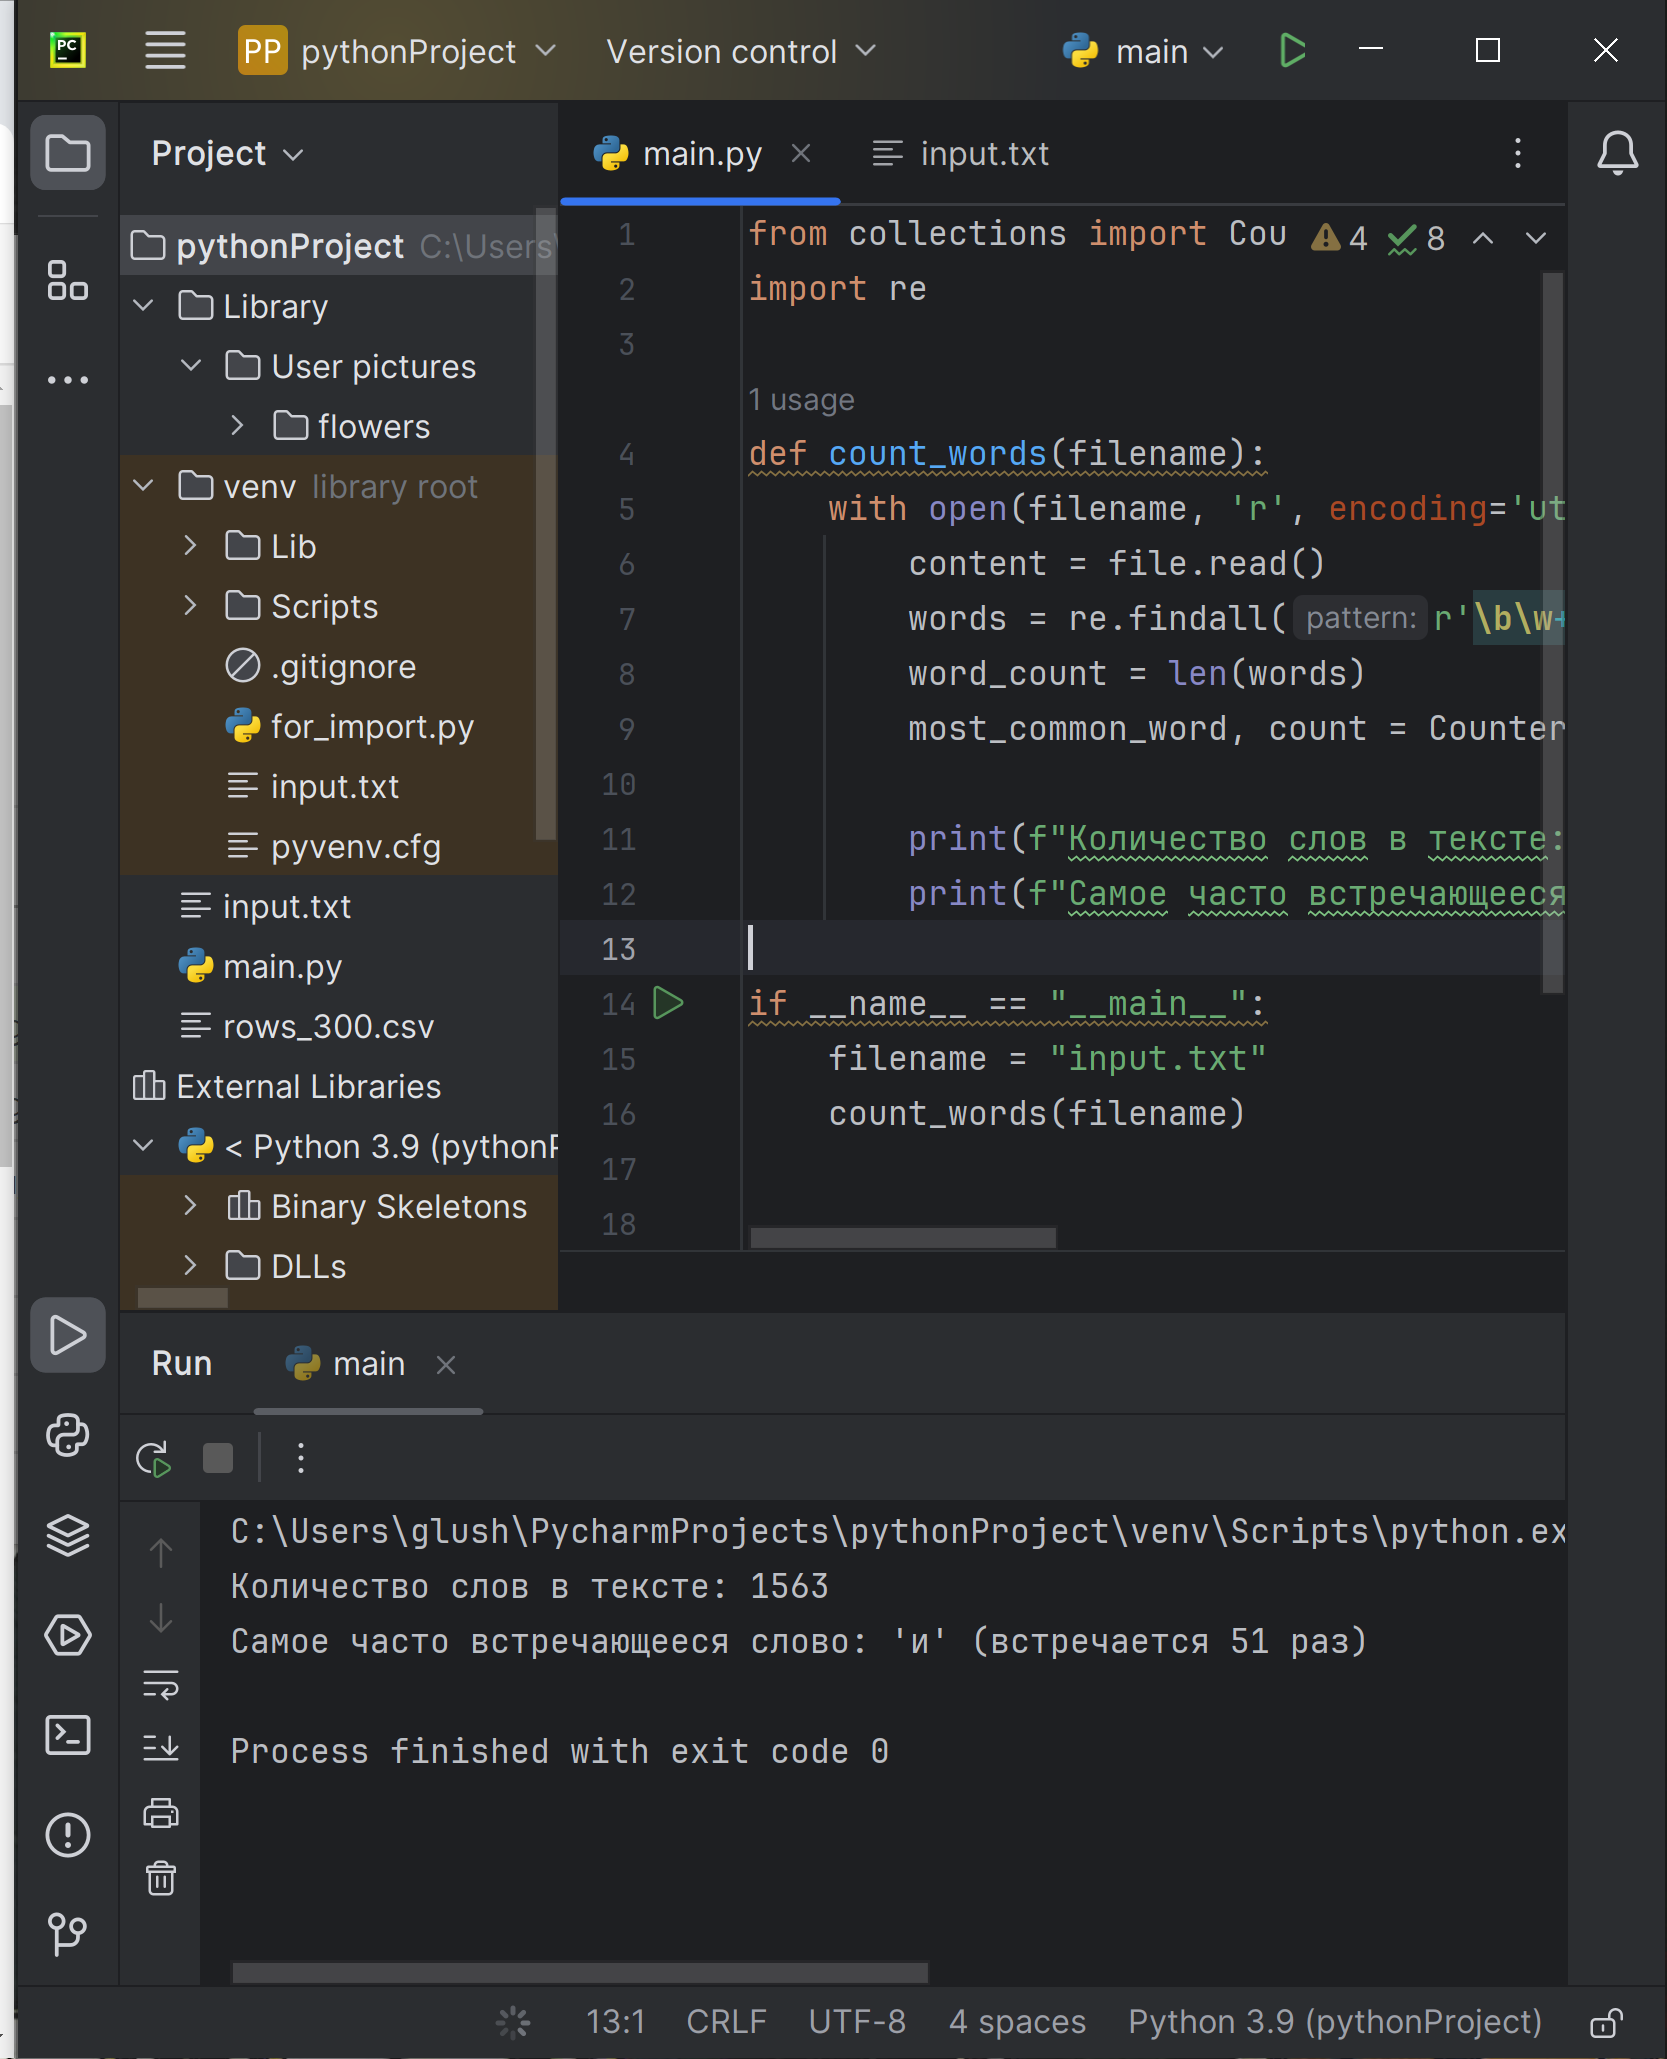 PC
PP pythonProject Version control main
Project
main.py input.txt
pythonProject C:\Users\
Library
User pictures
flowers
venv library root
Lib
Scripts
.gitignore
for_import.py
input.txt
pyvenv.cfg
input.txt
main.py
rows_300.csv
External Libraries
< Python 3.9 (pythonP
Binary Skeletons
DLLs
4 8
1 from collections import Cou
2 import re
3
1 usage
4 def count_words(filename):
5 with open(filename, 'r', encoding='ut
6 content = file.read()
7 words = re.findall( pattern: r'\b\w+
8 word_count = len(words)
9 most_common_word, count = Counter
10
11 print(f"Количество слов в тексте:
12 print(f"Самое часто встречающееся
13
14 if __name__ == "__main__":
15 filename = "input.txt"
16 count_words(filename)
17
18
Run main
C:\Users\glush\PycharmProjects\pythonProject\venv\Scripts\python.ex
Количество слов в тексте: 1563
Самое часто встречающееся слово: 'и' (встречается 51 раз)
Process finished with exit code 0
13:1 CRLF UTF-8 4 spaces Python 3.9 (pythonProject)